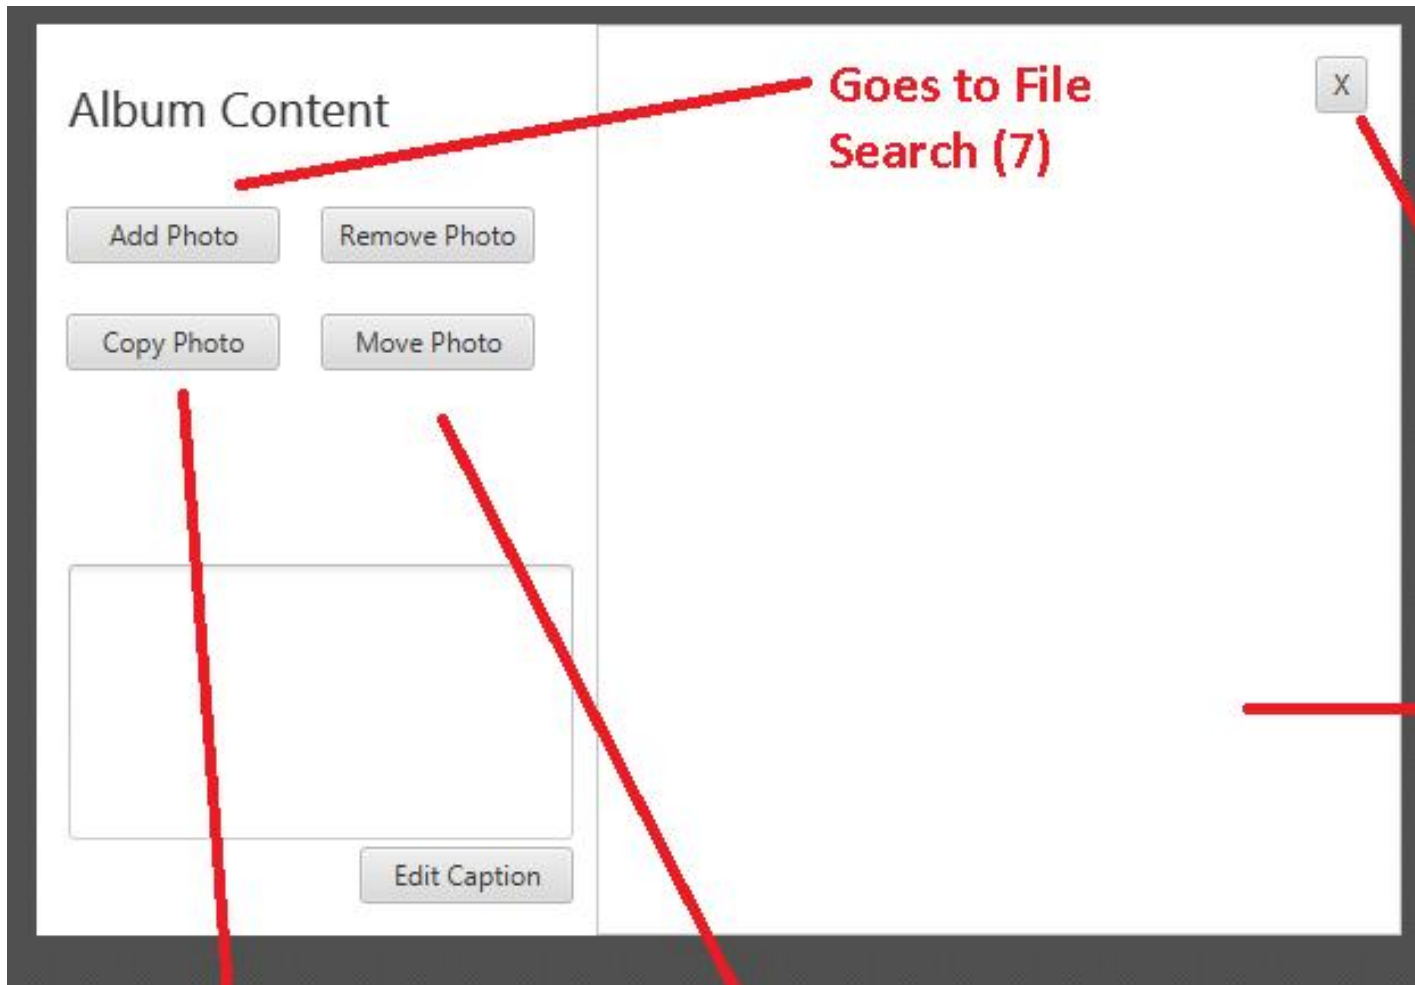 Album Content
Goes to File
Search (7)
X
Add Photo
Remove Photo
Copy Photo
Move Photo
Edit Caption